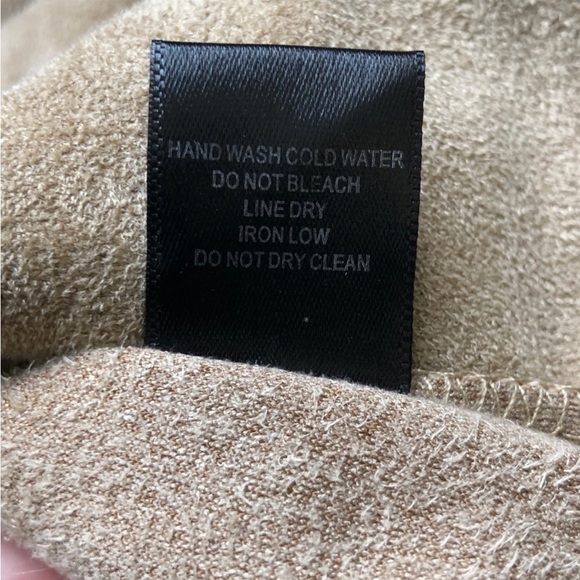 HAND WASH COLD WATER
DO NOT BLEACH
LINE DRY
IRON LOW
DO NOT DRY CLEAN